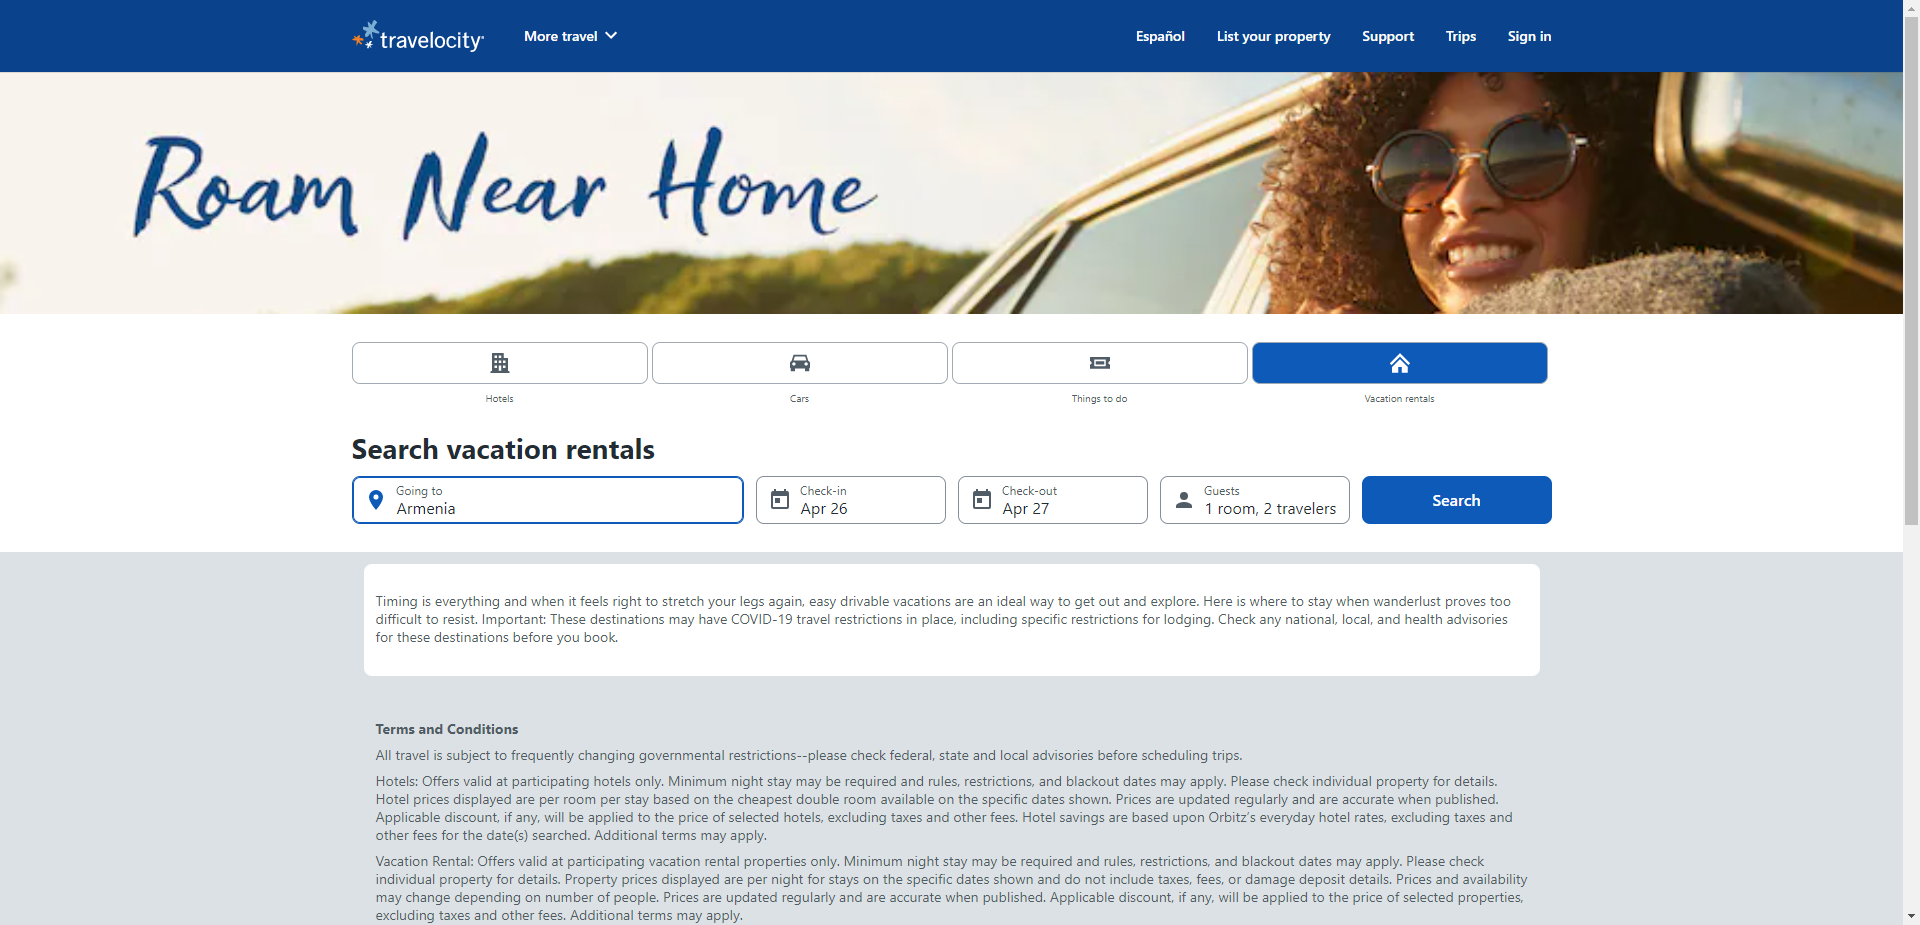 travelocity
More travel
Español
List your property
Support
Trips
Sign in
Roam Near Home
Hotels
Cars
Things to do
Vacation rentals
Search vacation rentals
Going to
Armenia
Check-in
Apr 26
Check-out
Apr 27
Guests
1 room, 2 travelers
Search
Timing is everything and when it feels right to stretch your legs again, easy drivable vacations are an ideal way to get out and explore. Here is where to stay when wanderlust proves too
difficult to resist. Important: These destinations may have COVID-19 travel restrictions in place, including specific restrictions for lodging. Check any national, local, and health advisories
for these destinations before you book.
Terms and Conditions
All travel is subject to frequently changing governmental restrictions--please check federal, state and local advisories before scheduling trips.
Hotels: Offers valid at participating hotels only. Minimum night stay may be required and rules, restrictions, and blackout dates may apply. Please check individual property for details.
Hotel prices displayed are per room per stay based on the cheapest double room available on the specific dates shown. Prices are updated regularly and are accurate when published.
Applicable discount, if any, will be applied to the price of selected hotels, excluding taxes and other fees. Hotel savings are based upon Orbitz’s everyday hotel rates, excluding taxes and
other fees for the date(s) searched. Additional terms may apply.
Vacation Rental: Offers valid at participating vacation rental properties only. Minimum night stay may be required and rules, restrictions, and blackout dates may apply. Please check
individual property for details. Property prices displayed are per night for stays on the specific dates shown and do not include taxes, fees, or damage deposit details. Prices and availability
may change depending on number of people. Prices are updated regularly and are accurate when published. Applicable discount, if any, will be applied to the price of selected properties,
excluding taxes and other fees. Additional terms may apply.